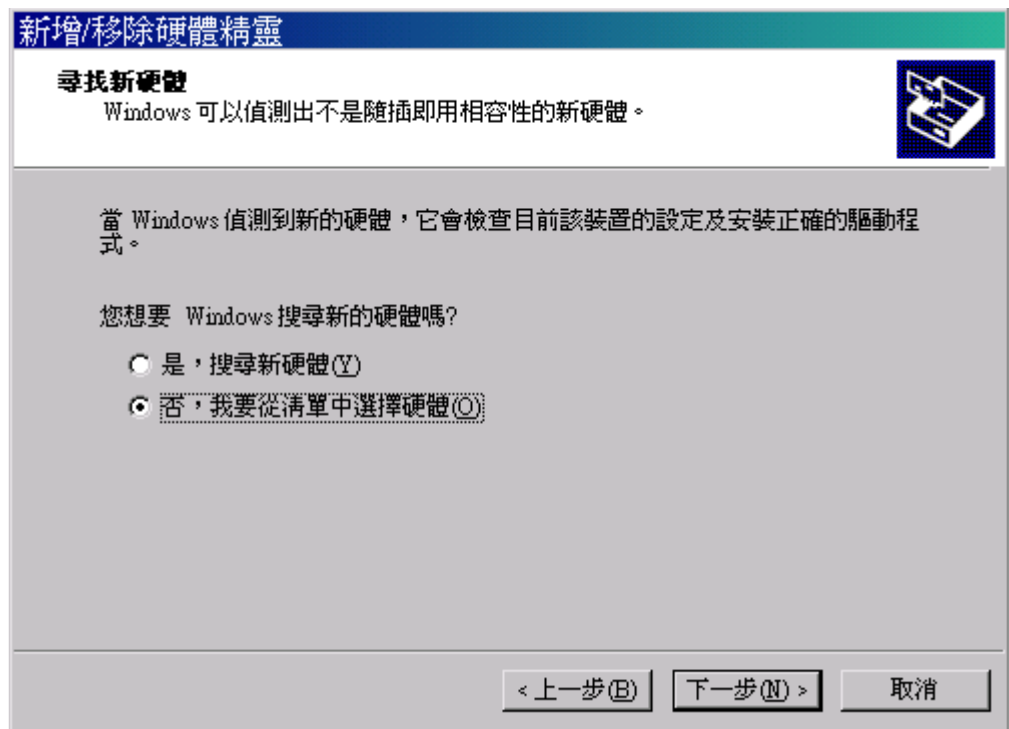 新增/移除硬體精靈
尋找新硬體
Windows 可以偵測出不是隨插即用相容性的新硬體。
當 Windows 偵測到新的硬體，它會檢查目前該裝置的設定及安裝正確的驅動程
式。
您想要 Windows 搜尋新的硬體嗎?
是，搜尋新硬體(Y)
否，我要從清單中選擇硬體(O)
<上一步(B) 下一步(N)> 取消